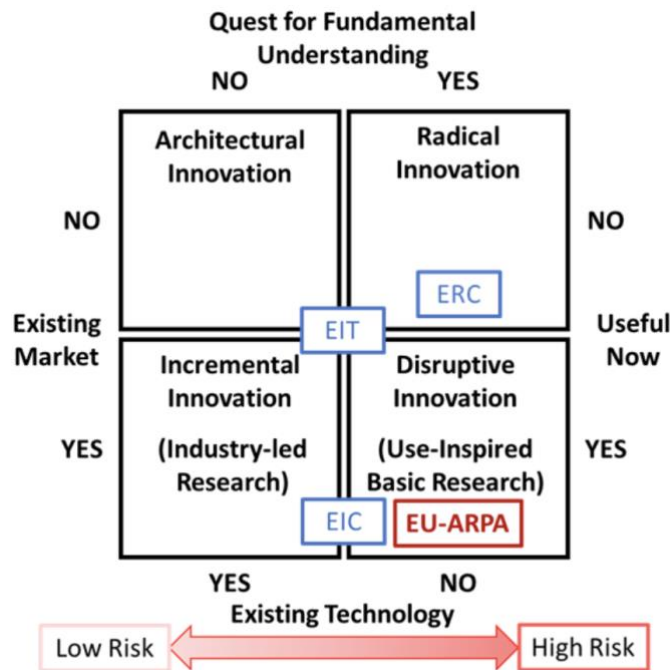 Quest for Fundamental
Understanding
NO
YES
Architectural
Innovation
Radical
Innovation
NO
NO
ERC
Existing
Market
EIT
Useful
Now
Incremental
Innovation
(Industry-led
Research)
Disruptive
Innovation
(Use-Inspired
Basic Research)
YES
YES
EIC
EU-ARPA
YES
NO
Existing Technology
Low Risk
High Risk